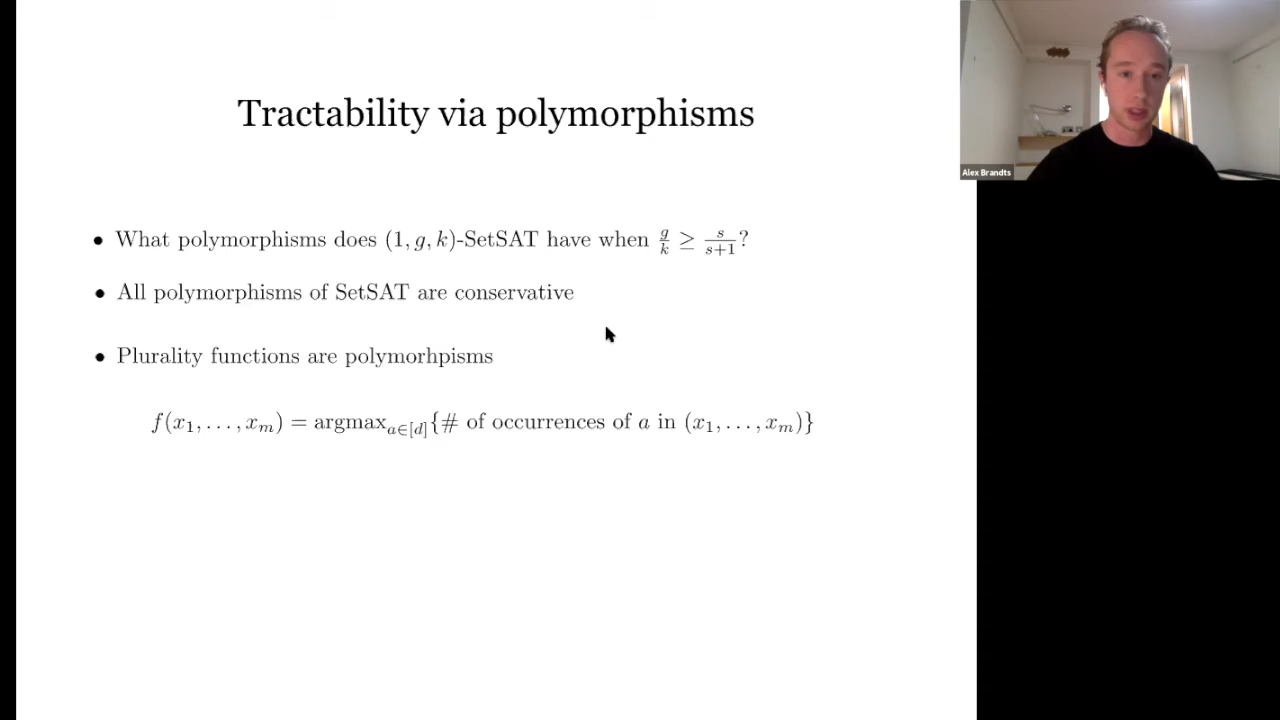 Tractability via polymorphisms
Alex Brandts
• What polymorphisms does (1, g, k)-SetSAT have when g/k ≥ s/(s+1)?
• All polymorphisms of SetSAT are conservative
• Plurality functions are polymorhpisms
f(x₁, . . . , xₘ) = argmax_{a∈[d]}{# of occurrences of a in (x₁, . . . , xₘ)}